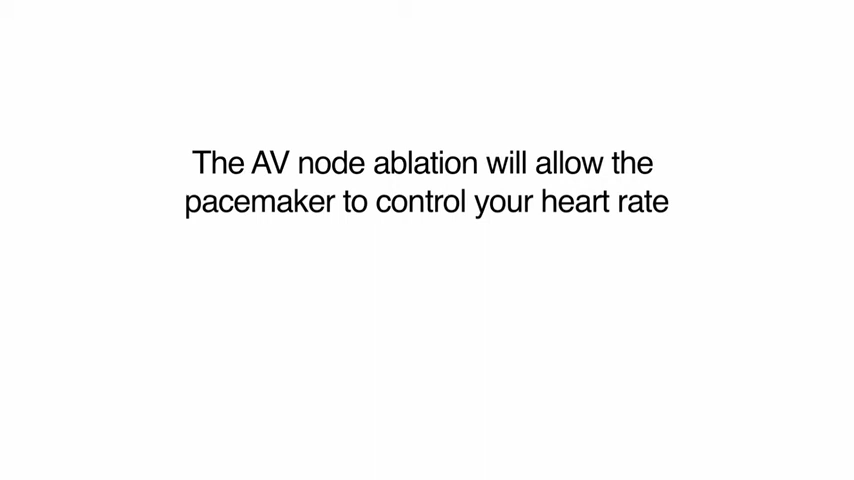 The AV node ablation will allow the
pacemaker to control your heart rate